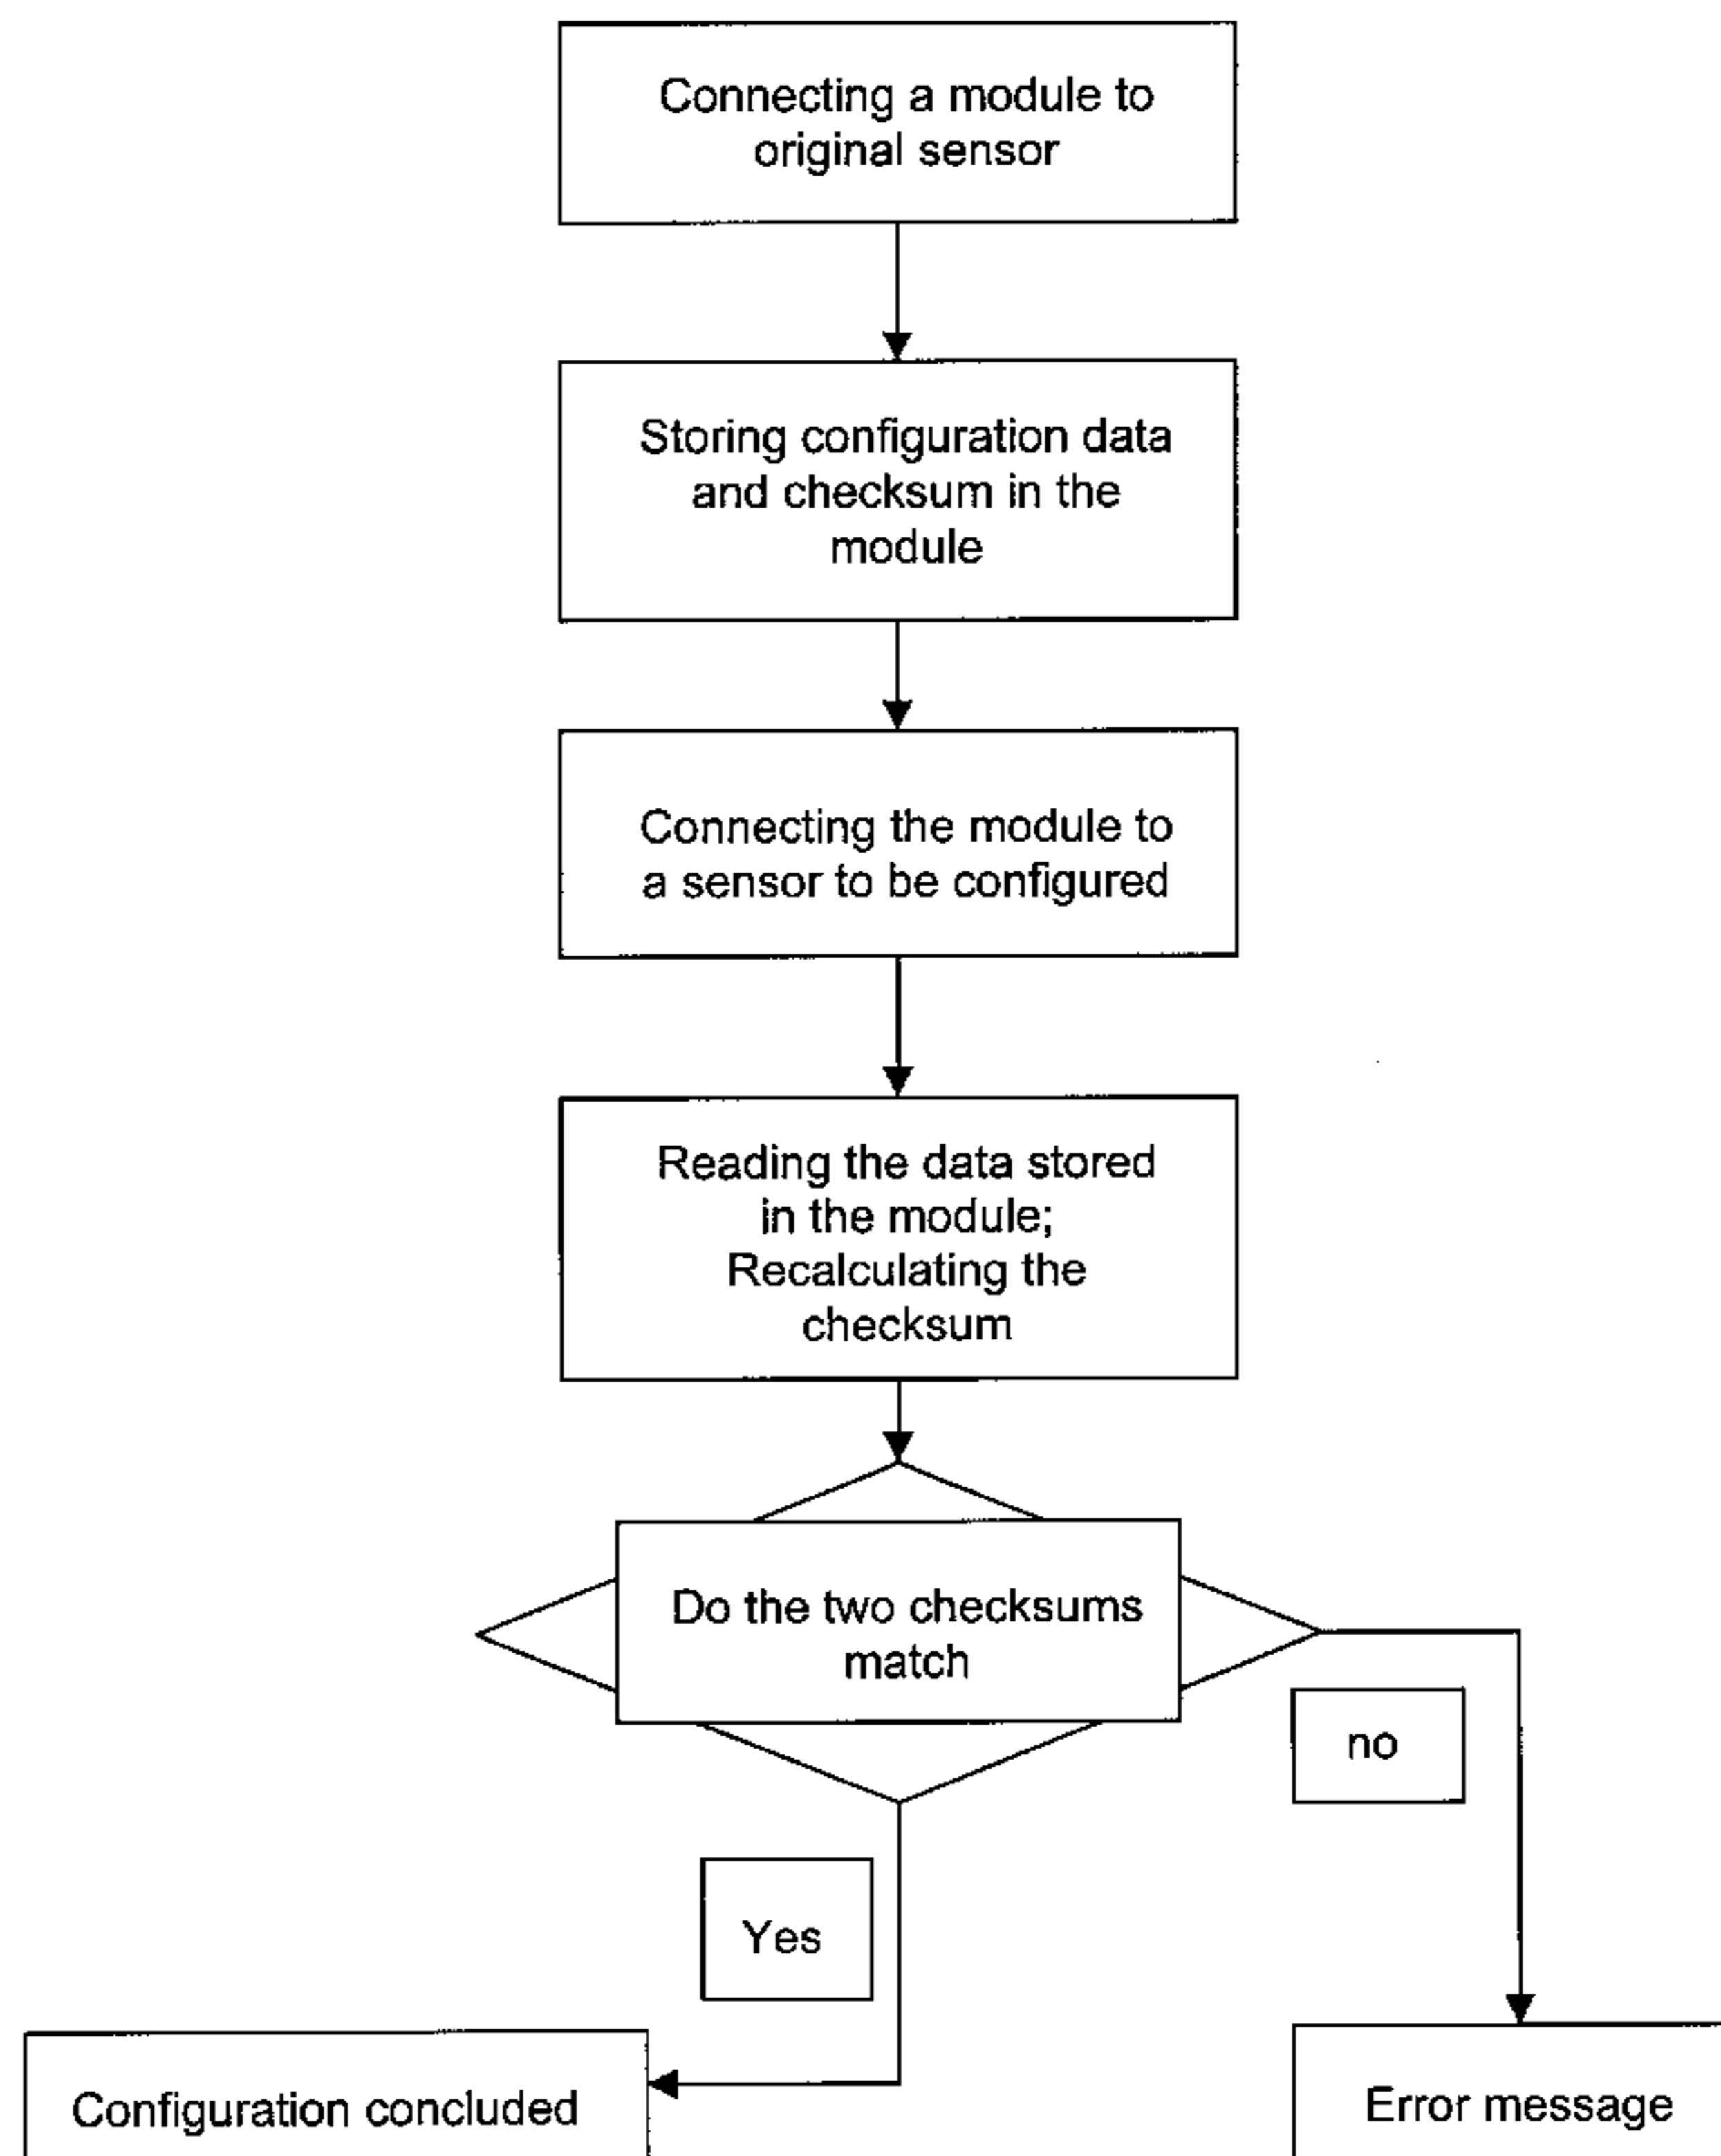 Connecting a module to
original sensor
Storing configuration data
and checksum in the
module
Connecting the module to
a sensor to be configured
Reading the data stored
in the module;
Recalculating the
checksum
Do the two checksums
match
no
Yes
Configuration concluded
Error message